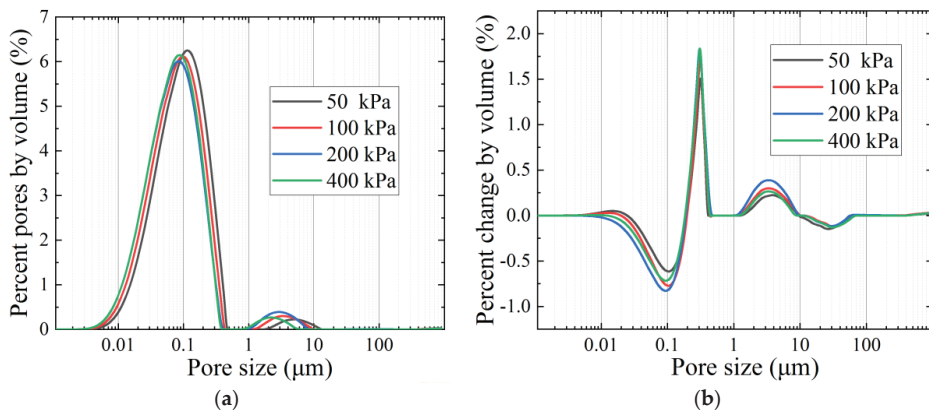 Percent pores by volume (%)
7
6
5
4
3
2
1
0
50 kPa
100 kPa
200 kPa
400 kPa
0.01 0.1 1 10 100
Pore size (μm)
(a)
Percent change by volume (%)
2.0
1.5
1.0
0.5
0.0
-0.5
-1.0
50 kPa
100 kPa
200 kPa
400 kPa
0.01 0.1 1 10 100
Pore size (μm)
(b)